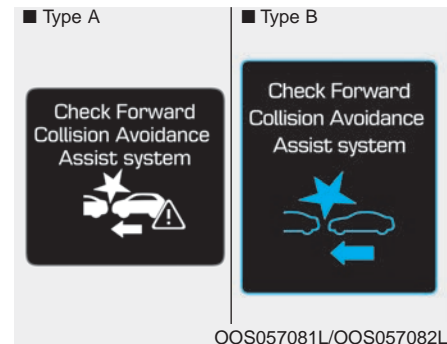 ■ Type A
■ Type B
Check Forward
Collision Avoidance
Assist system
Check Forward
Collision Avoidance
Assist system
OOS057081L/OOS057082L